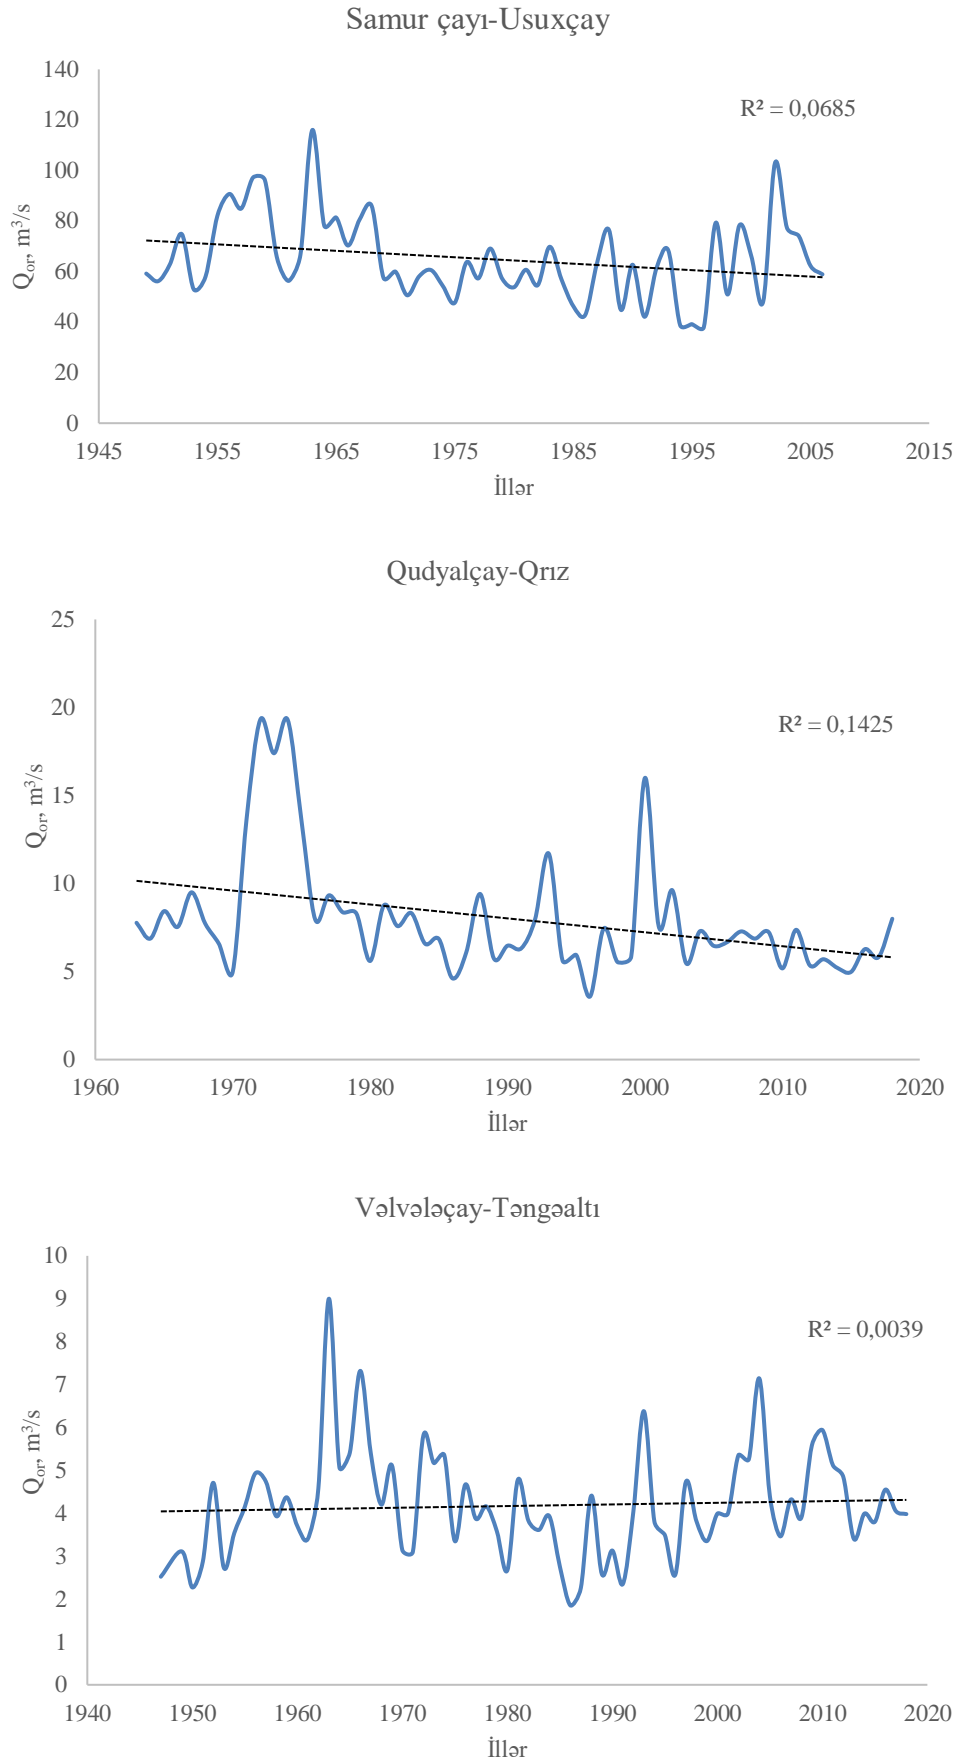 Samur çayı-Usuxçay
140
120
100
80
60
40
20
0
Qor, m³/s
R² = 0,0685
1945 1955 1965 1975 1985 1995 2005 2015
İllər
Qudyalçay-Qrız
25
20
15
10
5
0
Qor, m³/s
R² = 0,1425
1960 1970 1980 1990 2000 2010 2020
İllər
Vəlvələçay-Təngəaltı
10
9
8
7
6
5
4
3
2
1
0
Qor, m³/s
R² = 0,0039
1940 1950 1960 1970 1980 1990 2000 2010 2020
İllər